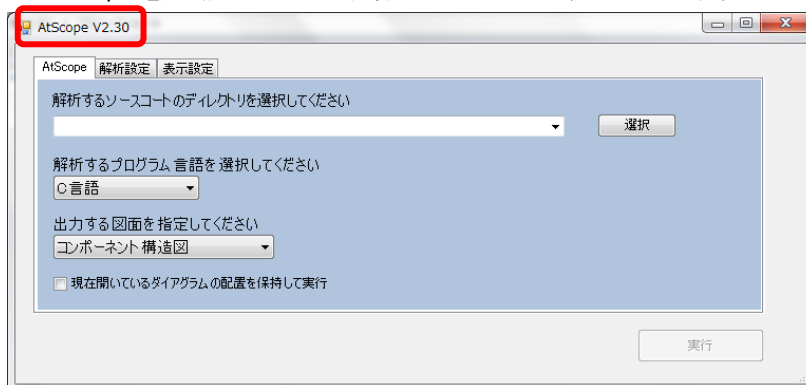 AtScope V2.30
AtScope 解析設定 表示設定
解析するソースコートのディレクトリを選択してください
選択
解析するプログラム言語を選択してください
C言語
出力する図面を指定してください
コンポーネント構造図
現在開いているダイアグラムの配置を保持して実行
実行